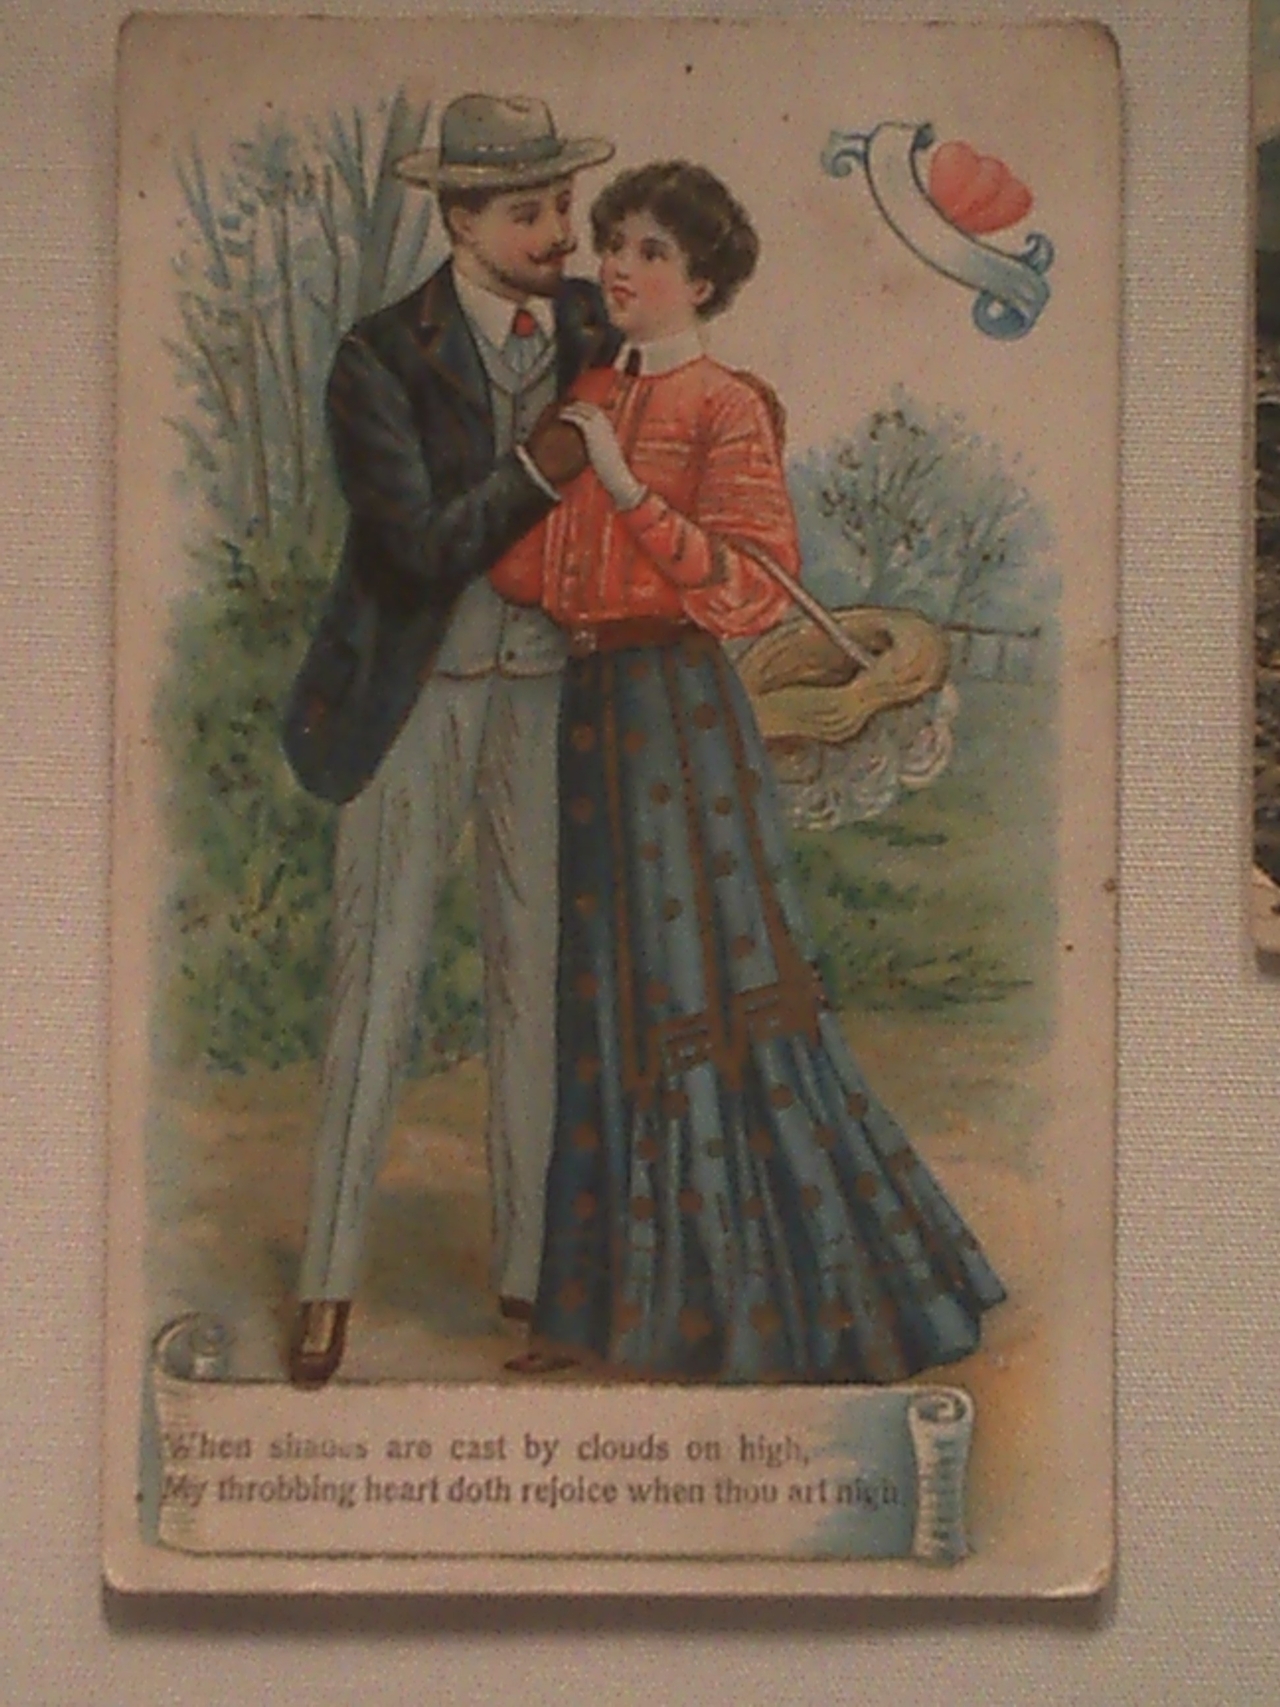 When shades are cast by clouds on high,
My throbbing heart doth rejoice when thou art nigh